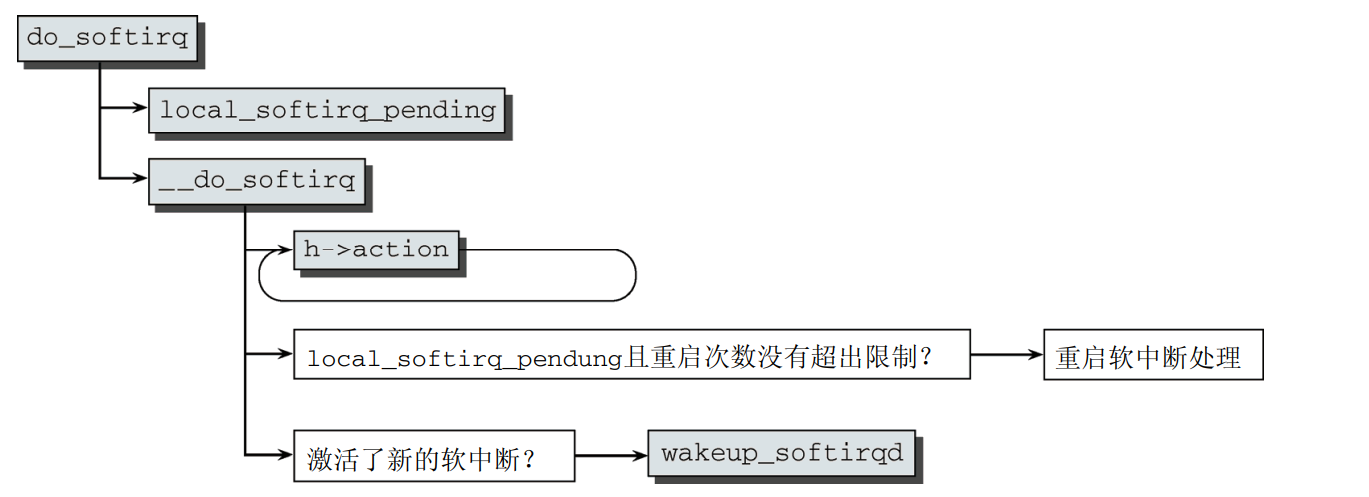 do_softirq
local_softirq_pending
__do_softirq
h->action
local_softirq_pendung且重启次数没有超出限制?
重启软中断处理
激活了新的软中断?
wakeup_softirqd